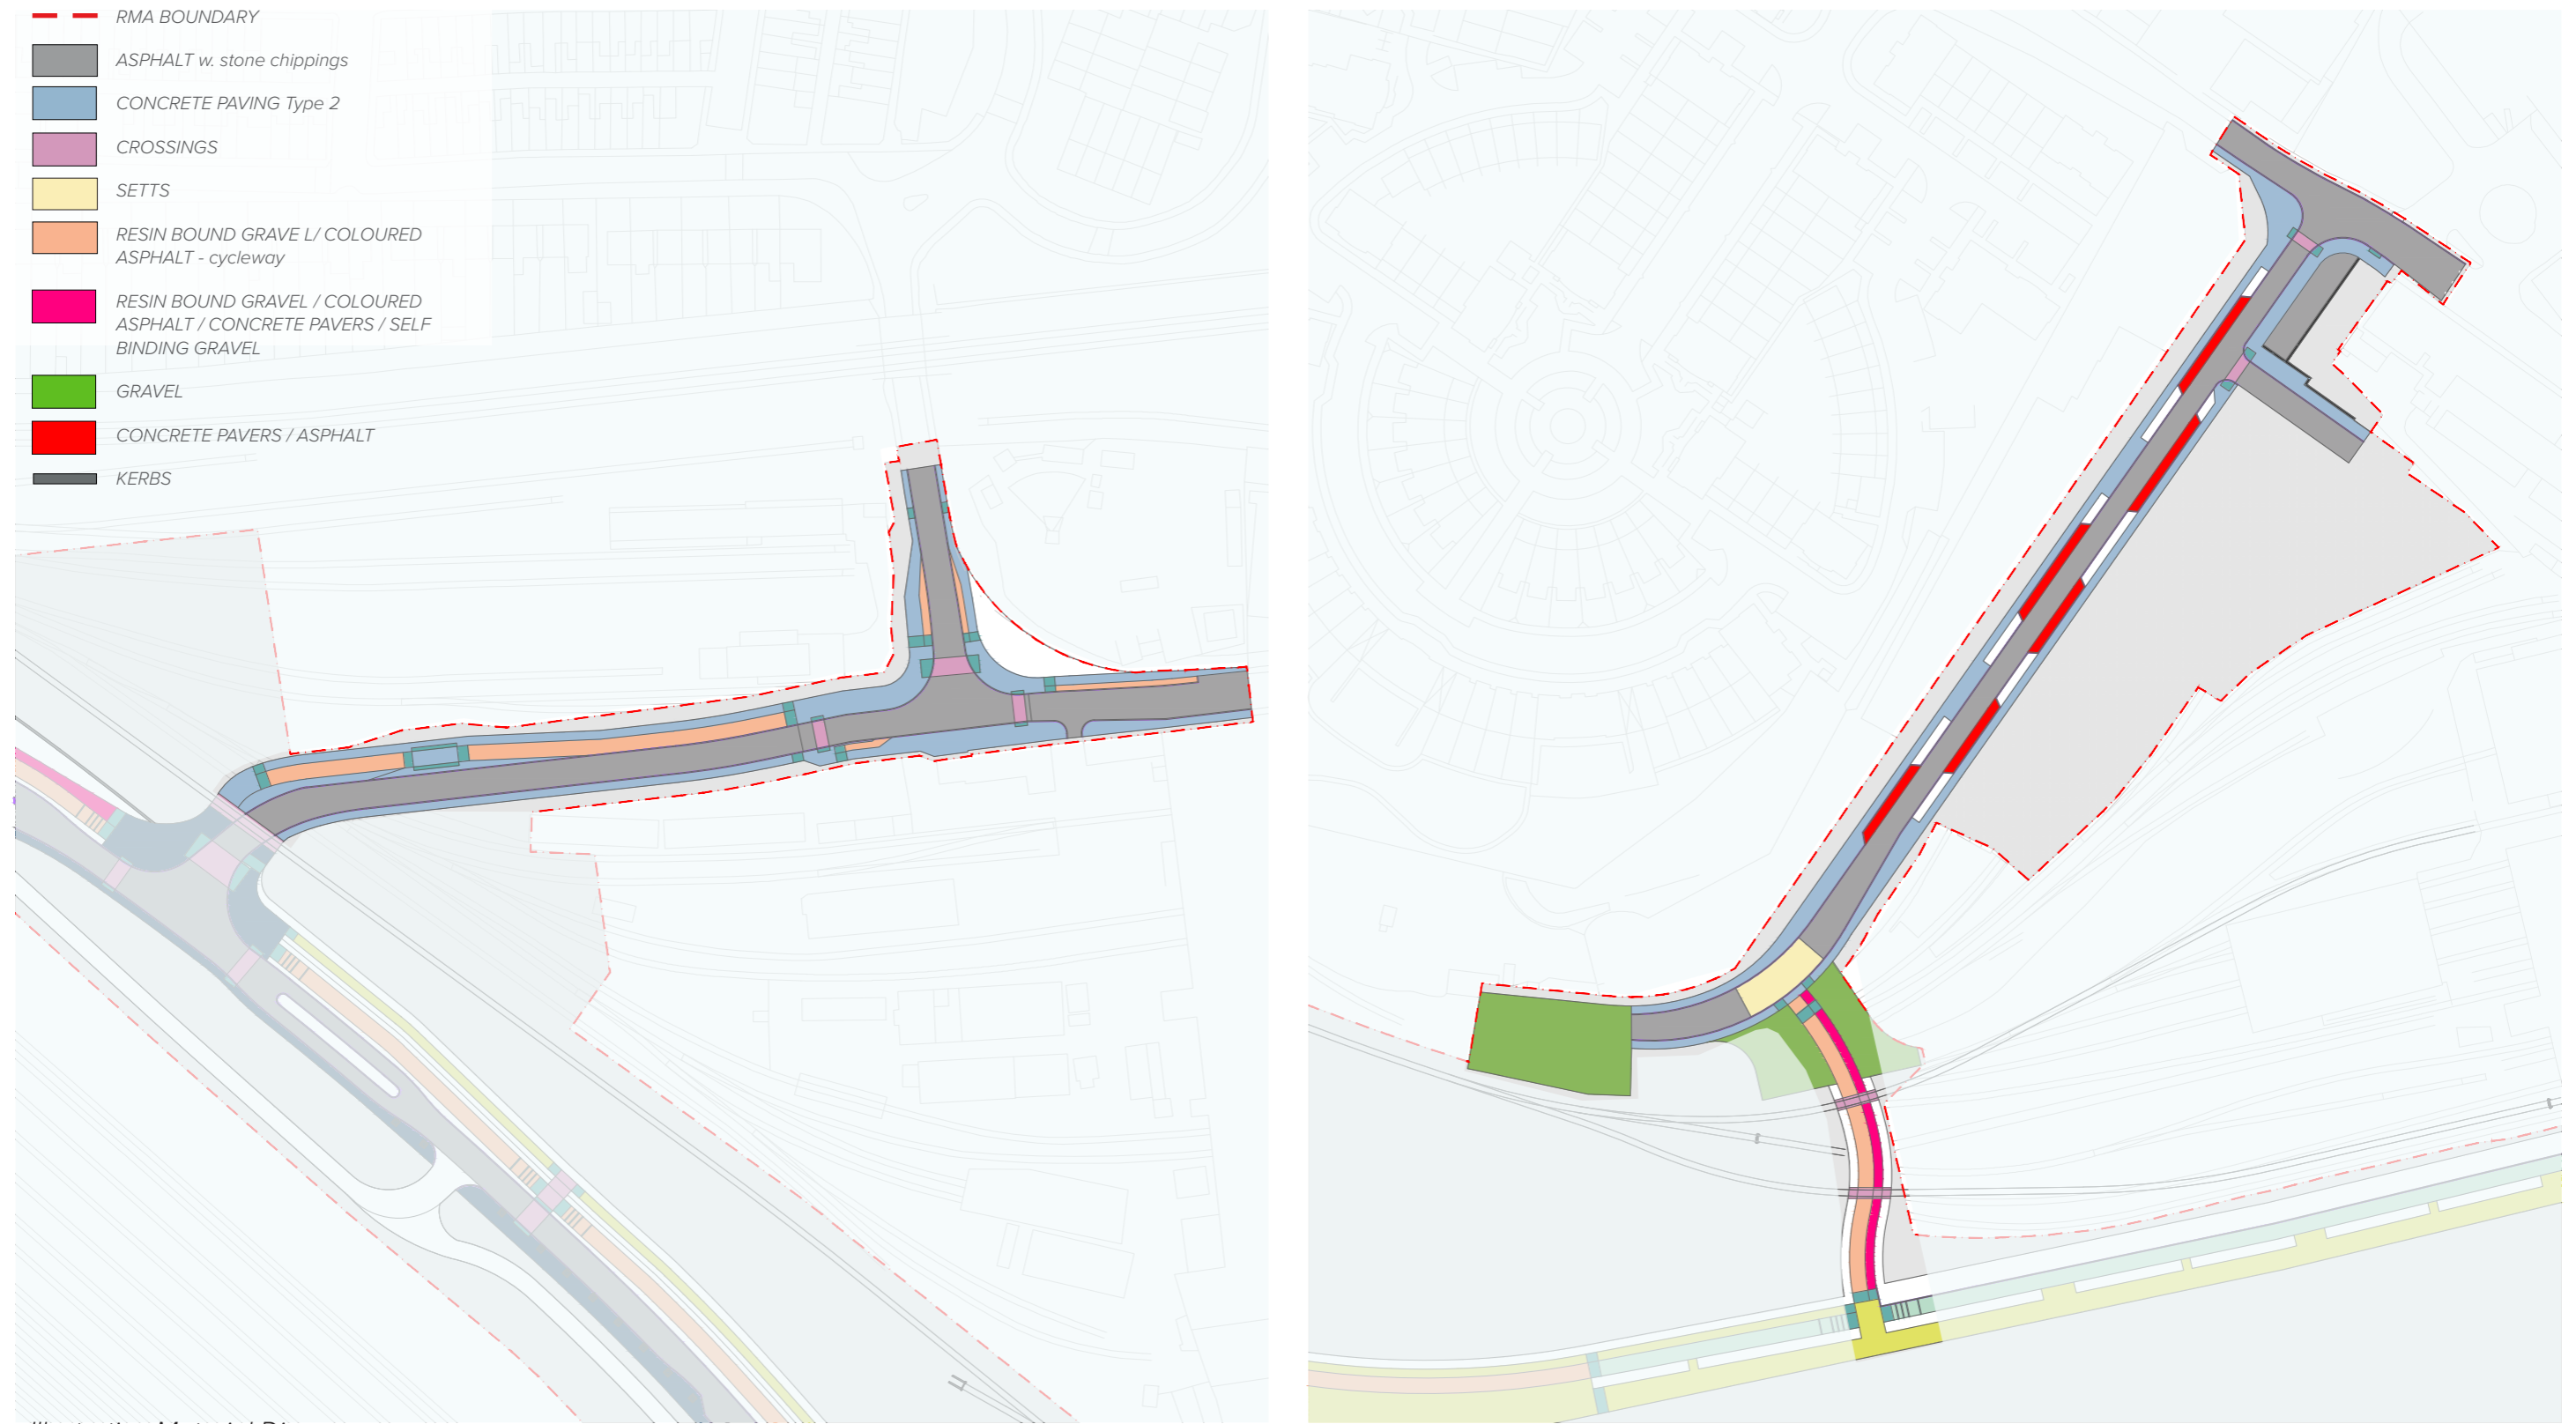 RMA BOUNDARY
ASPHALT w. stone chippings
CONCRETE PAVING Type 2
CROSSINGS
SETTS
RESIN BOUND GRAVE L/ COLOURED
ASPHALT - cycleway
RESIN BOUND GRAVEL / COLOURED
ASPHALT / CONCRETE PAVERS / SELF
BINDING GRAVEL
GRAVEL
CONCRETE PAVERS / ASPHALT
KERBS